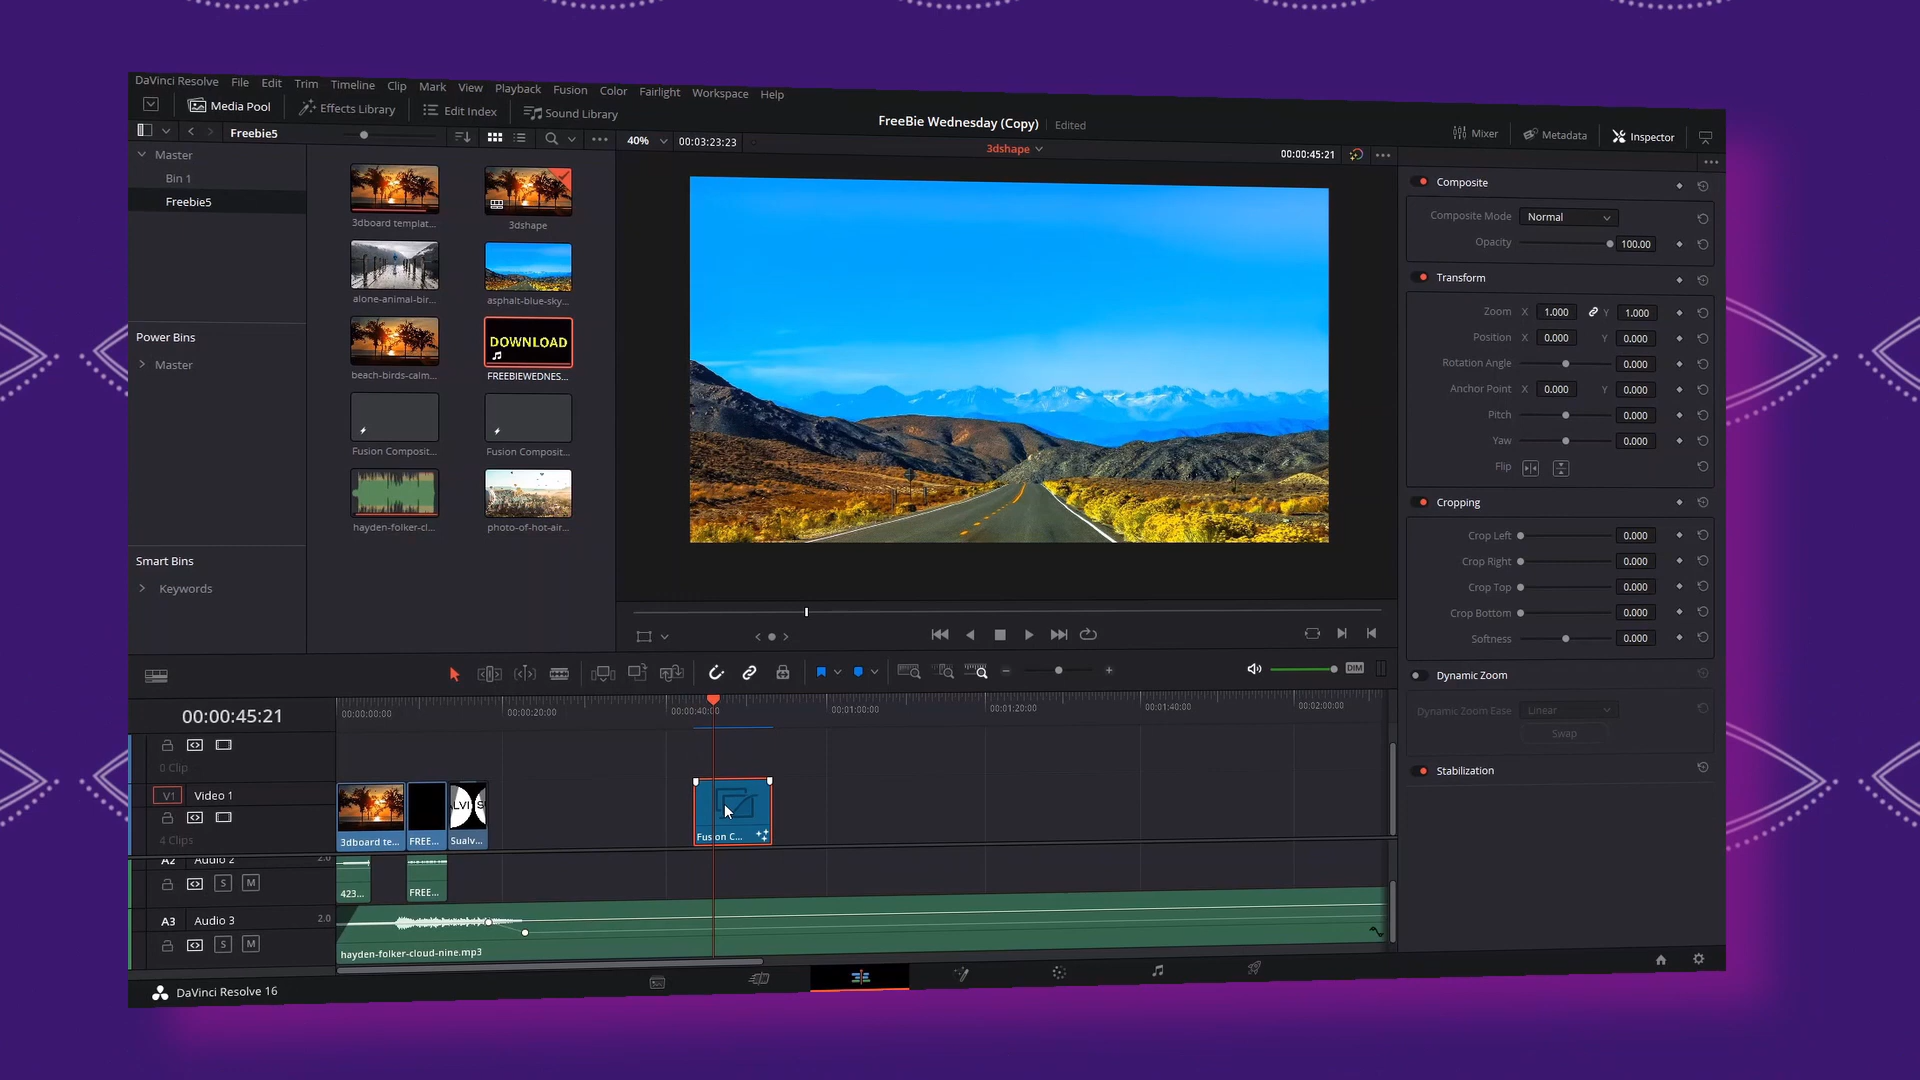 DaVinci Resolve File Edit Trim Timeline Clip Mark View Playback Fusion Color Fairlight Workspace Help
Media Pool Effects Library Edit Index Sound Library
FreeBie Wednesday (Copy) Edited
Mixer Metadata Inspector
Freebie5
40% 00:03:23:23
3dshape
00:00:45:21
Master
Bin 1
Freebie5
Power Bins
Master
Smart Bins
Keywords
3dboard templat...
3dshape
alone-animal-bir...
asphalt-blue-sky...
beach-birds-calm...
DOWNLOAD
FREEBIEWEDNES...
Fusion Composit...
Fusion Composit...
hayden-folker-cl...
photo-of-hot-air...
Composite
Composite Mode Normal
Opacity 100.00
Transform
Zoom X 1.000 Y 1.000
Position X 0.000 Y 0.000
Rotation Angle 0.000
Anchor Point X 0.000 Y 0.000
Pitch 0.000
Yaw 0.000
Flip
Cropping
Crop Left 0.000
Crop Right 0.000
Crop Top 0.000
Crop Bottom 0.000
Softness 0.000
Dynamic Zoom
Dynamic Zoom Ease Linear
Swap
Stabilization
DIM
00:00:45:21
00:00:00:00 00:00:20:00 00:00:40:00 00:01:00:00 00:01:20:00 00:01:40:00 00:02:00:00
0 Clip
V1 Video 1
4 Clips
3dboard te... FREE... Sualv... Fusion C...
A2 Audio 2 2.0
S M
423... FREE...
A3 Audio 3 2.0
S M
hayden-folker-cloud-nine.mp3
DaVinci Resolve 16